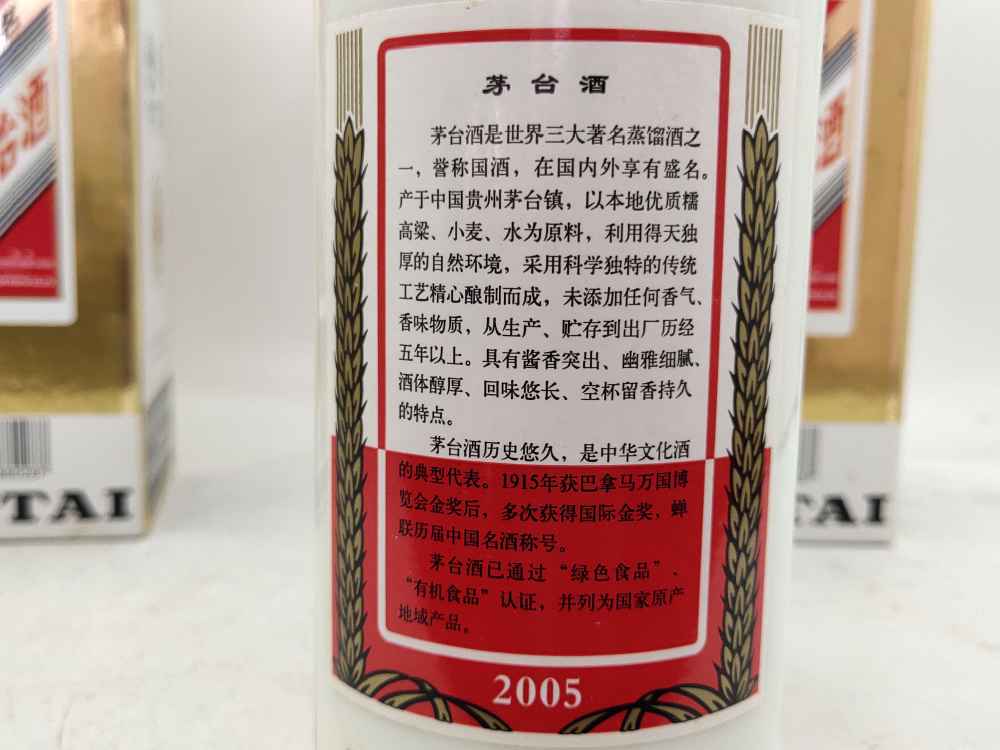 茅台酒
茅台酒是世界三大著名蒸馏酒之
一，誉称国酒，在国内外享有盛名。
产于中国贵州茅台镇，以本地优质糯
高粱、小麦、水为原料，利用得天独
厚的自然环境，采用科学独特的传统
工艺精心酿制而成，未添加任何香气、
香味物质，从生产、贮存到出厂历经
五年以上。具有酱香突出、幽雅细腻、
酒体醇厚、回味悠长、空杯留香持久
的特点。
茅台酒历史悠久，是中华文化酒
的典型代表。1915年获巴拿马万国博
览会金奖后，多次获得国际金奖，蝉
联历届中国名酒称号。
茅台酒已通过“绿色食品”、
“有机食品”认证，并列为国家原产
地域产品。
2005
台酒
TAI
酒
TAI